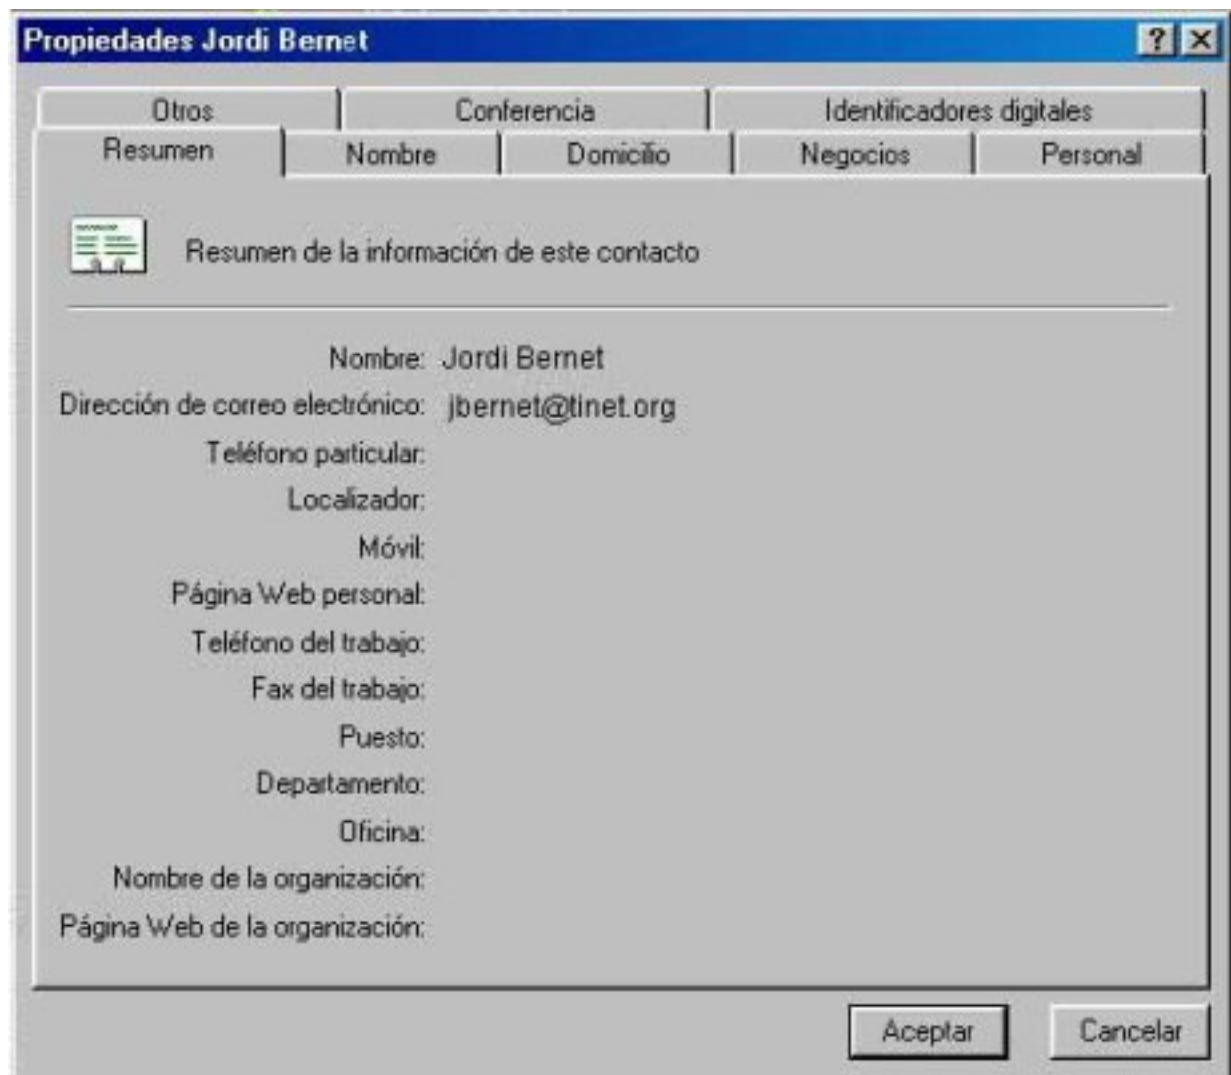 Propiedades Jordi Bernet
Otros Conferencia Identificadores digitales
Resumen Nombre Domicilio Negocios Personal
Resumen de la información de este contacto
Nombre: Jordi Bernet
Dirección de correo electrónico: jbernet@tinet.org
Teléfono particular:
Localizador:
Móvil:
Página Web personal:
Teléfono del trabajo:
Fax del trabajo:
Puesto:
Departamento:
Oficina:
Nombre de la organización:
Página Web de la organización:
Aceptar Cancelar